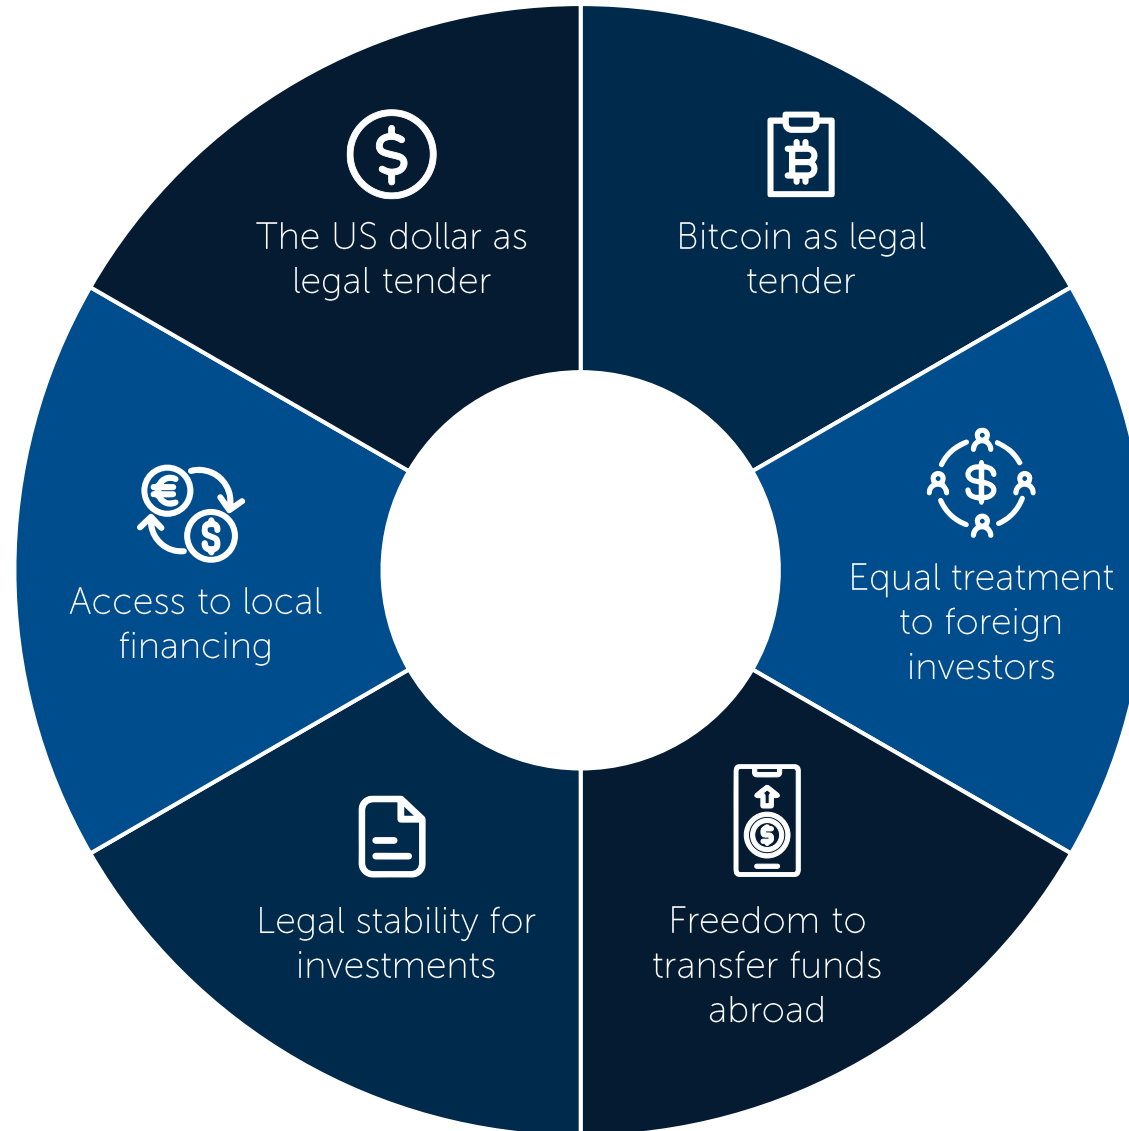 The US dollar as
legal tender
Bitcoin as legal
tender
Equal treatment
to foreign
investors
Freedom to
transfer funds
abroad
Legal stability for
investments
Access to local
financing